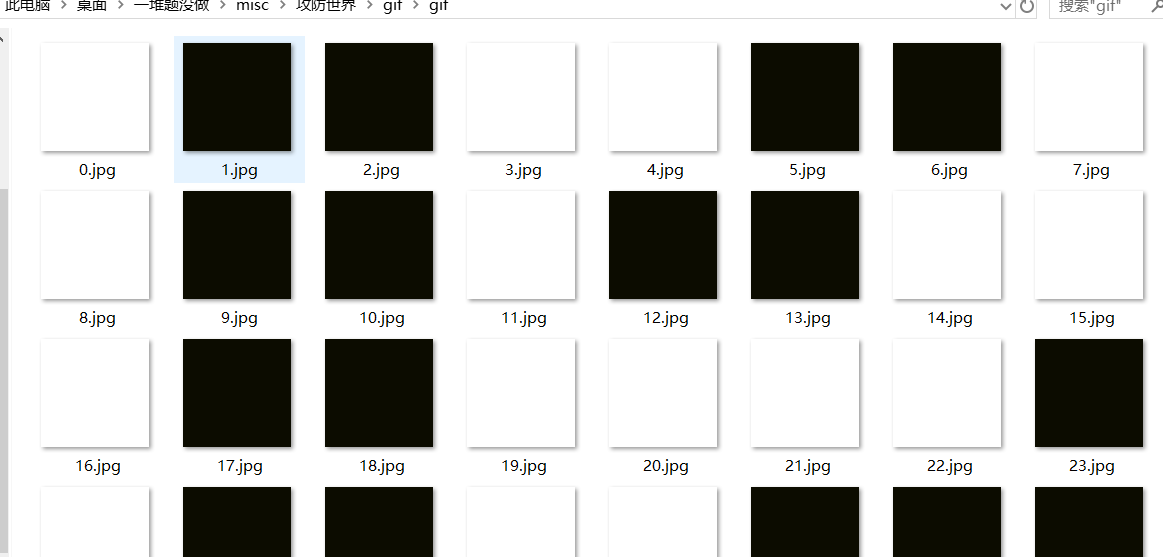 此电脑 > 桌面 > 一堆题没做 > misc > 攻防世界 > gif > gif
搜索"gif"
0.jpg 1.jpg 2.jpg 3.jpg 4.jpg 5.jpg 6.jpg 7.jpg
8.jpg 9.jpg 10.jpg 11.jpg 12.jpg 13.jpg 14.jpg 15.jpg
16.jpg 17.jpg 18.jpg 19.jpg 20.jpg 21.jpg 22.jpg 23.jpg